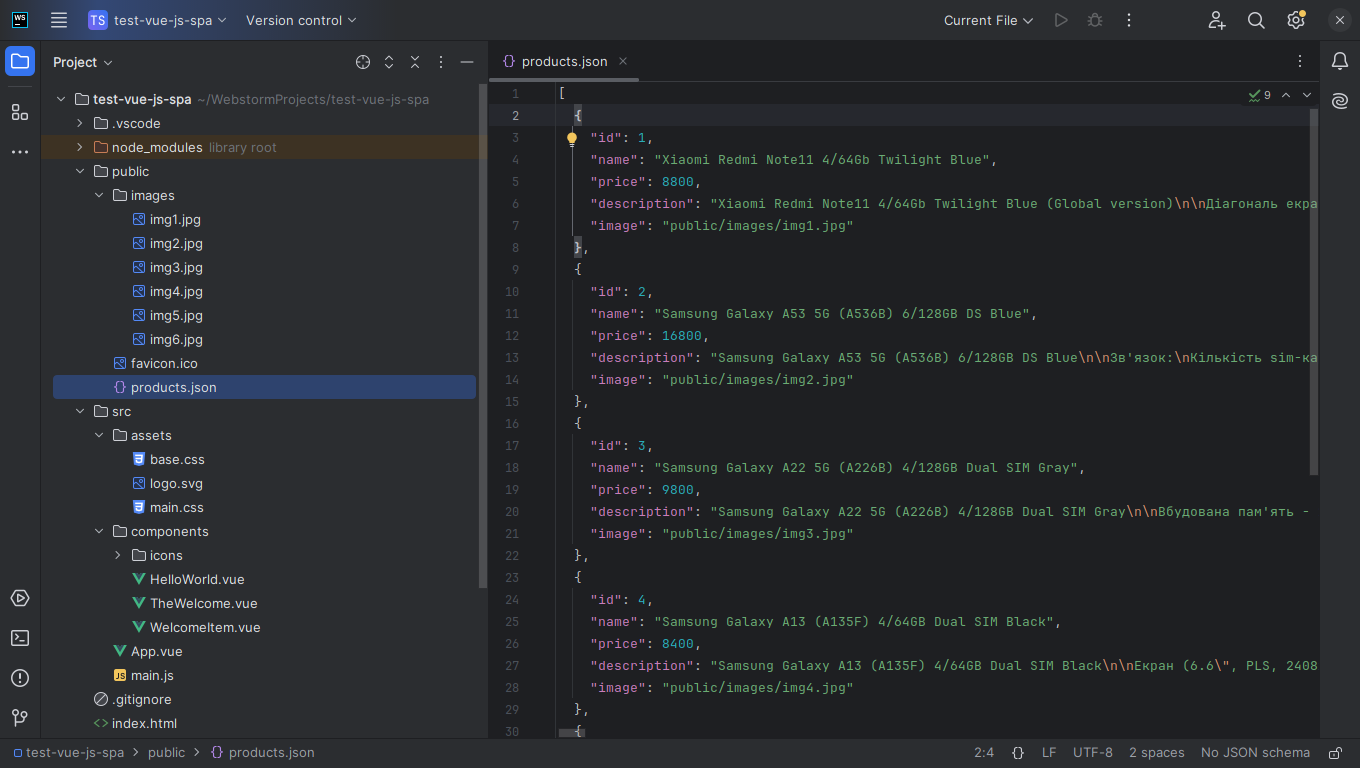 WS
TS test-vue-js-spa Version control Current File
Project
products.json
test-vue-js-spa ~/WebstormProjects/test-vue-js-spa
.vscode
node_modules library root
public
images
img1.jpg
img2.jpg
img3.jpg
img4.jpg
img5.jpg
img6.jpg
favicon.ico
{} products.json
src
assets
base.css
logo.svg
main.css
components
icons
HelloWorld.vue
TheWelcome.vue
WelcomeItem.vue
App.vue
JS main.js
.gitignore
<> index.html
9
1 [
2 {
3 "id": 1,
4 "name": "Xiaomi Redmi Note11 4/64Gb Twilight Blue",
5 "price": 8800,
6 "description": "Xiaomi Redmi Note11 4/64Gb Twilight Blue (Global version)\n\nДіагональ екра
7 "image": "public/images/img1.jpg"
8 },
9 {
10 "id": 2,
11 "name": "Samsung Galaxy A53 5G (A536B) 6/128GB DS Blue",
12 "price": 16800,
13 "description": "Samsung Galaxy A53 5G (A536B) 6/128GB DS Blue\n\nЗв'язок:\nКількість sim-ка
14 "image": "public/images/img2.jpg"
15 },
16 {
17 "id": 3,
18 "name": "Samsung Galaxy A22 5G (A226B) 4/128GB Dual SIM Gray",
19 "price": 9800,
20 "description": "Samsung Galaxy A22 5G (A226B) 4/128GB Dual SIM Gray\n\nВбудована пам'ять -
21 "image": "public/images/img3.jpg"
22 },
23 {
24 "id": 4,
25 "name": "Samsung Galaxy A13 (A135F) 4/64GB Dual SIM Black",
26 "price": 8400,
27 "description": "Samsung Galaxy A13 (A135F) 4/64GB Dual SIM Black\n\nЕкран (6.6\", PLS, 2408
28 "image": "public/images/img4.jpg"
29 },
30 {
test-vue-js-spa > public > {} products.json 2:4 {} LF UTF-8 2 spaces No JSON schema